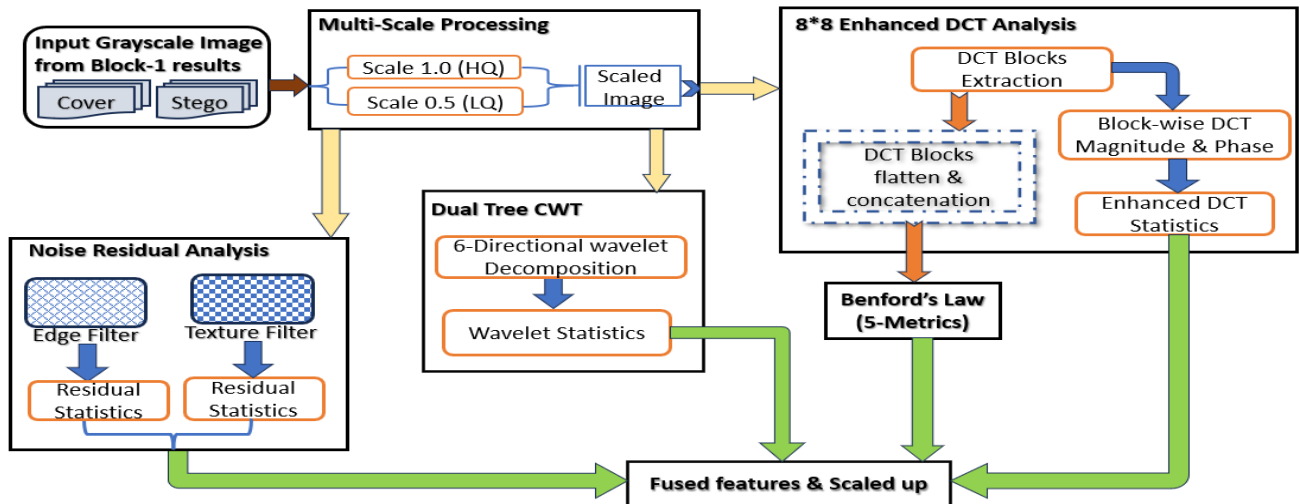 Input Grayscale Image
from Block-1 results
Cover
Stego
Multi-Scale Processing
Scale 1.0 (HQ)
Scale 0.5 (LQ)
Scaled
Image
8*8 Enhanced DCT Analysis
DCT Blocks
Extraction
Block-wise DCT
Magnitude & Phase
Enhanced DCT
Statistics
DCT Blocks
flatten &
concatenation
Benford's Law
(5-Metrics)
Dual Tree CWT
6-Directional wavelet
Decomposition
Wavelet Statistics
Noise Residual Analysis
Edge Filter
Texture Filter
Residual
Statistics
Residual
Statistics
Fused features & Scaled up